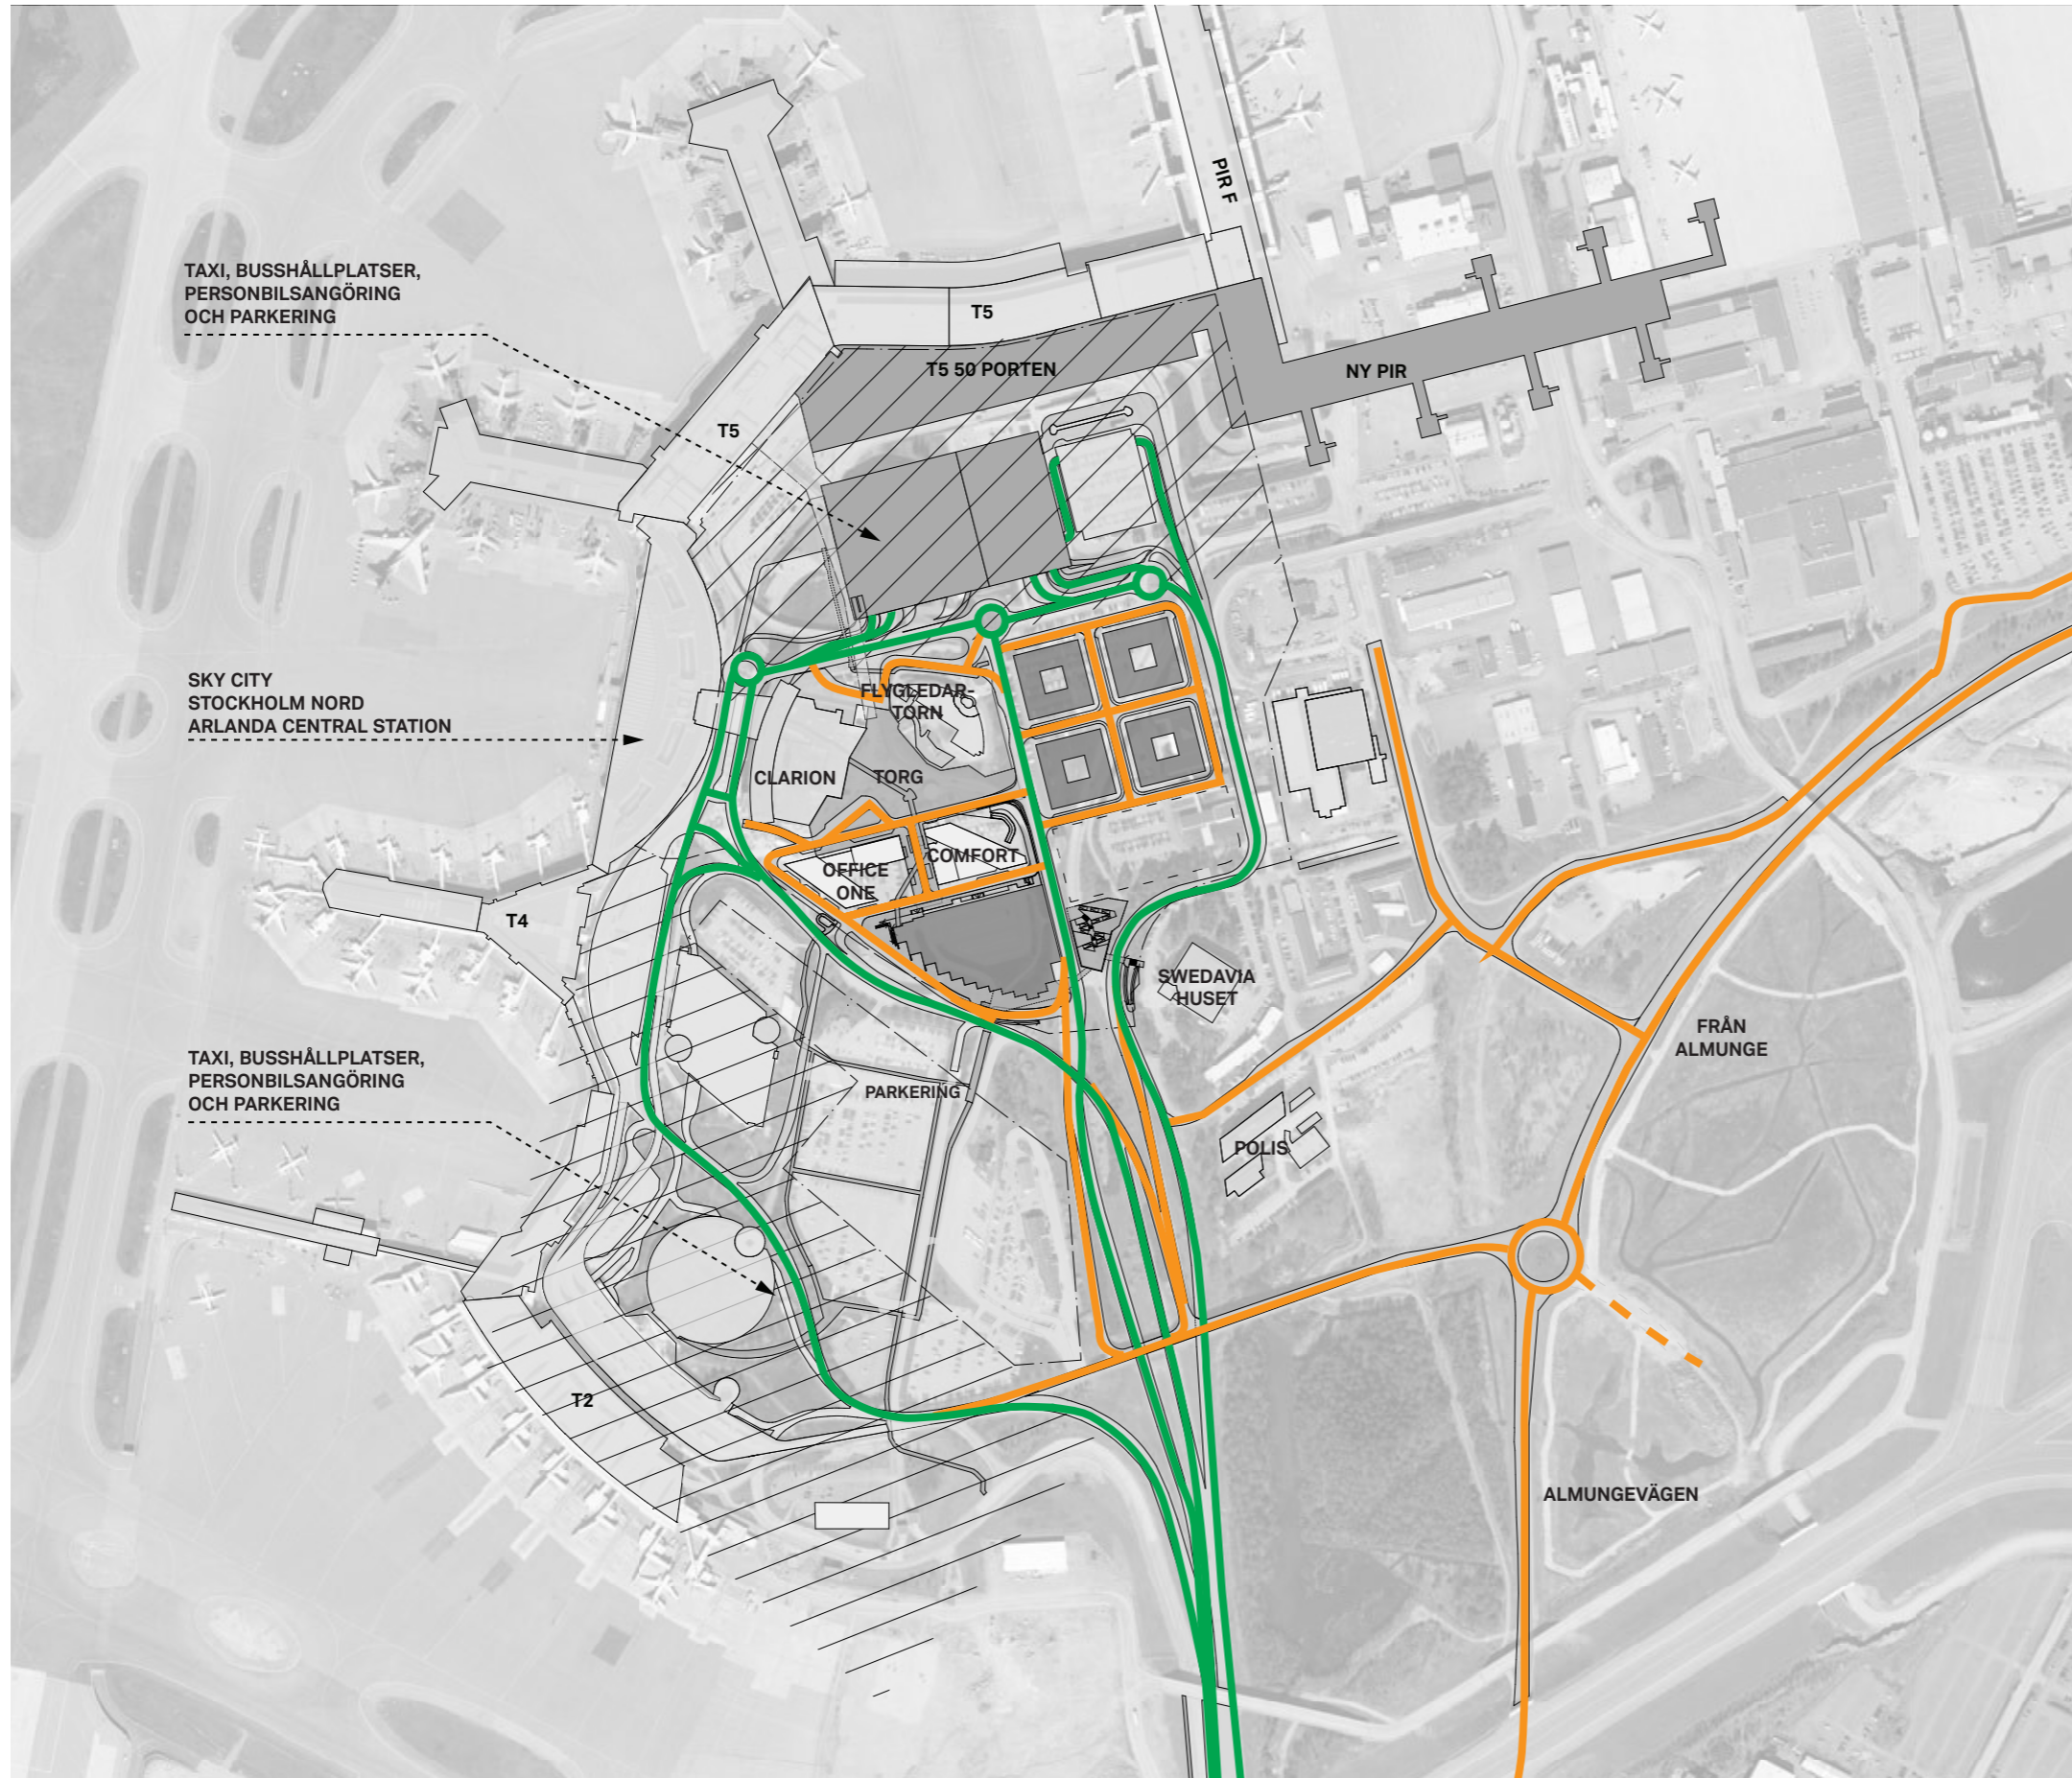 PIR F
TAXI, BUSSHÅLLPLATSER,
PERSONBILSANGÖRING
OCH PARKERING
T5
T5 50 PORTEN
NY PIR
T5
SKY CITY
STOCKHOLM NORD
ARLANDA CENTRAL STATION
FLYGLEDAR-
TORN
CLARION
TORG
COMFORT
OFFICE
ONE
T4
SWEDAVIA
HUSET
FRÅN
ALMUNGE
TAXI, BUSSHÅLLPLATSER,
PERSONBILSANGÖRING
OCH PARKERING
PARKERING
POLIS
T2
ALMUNGEVÄGEN